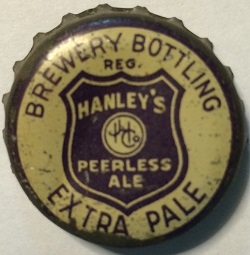 BREWERY BOTTLING
REG.
HANLEY'S
PEERLESS
ALE
EXTRA PALE